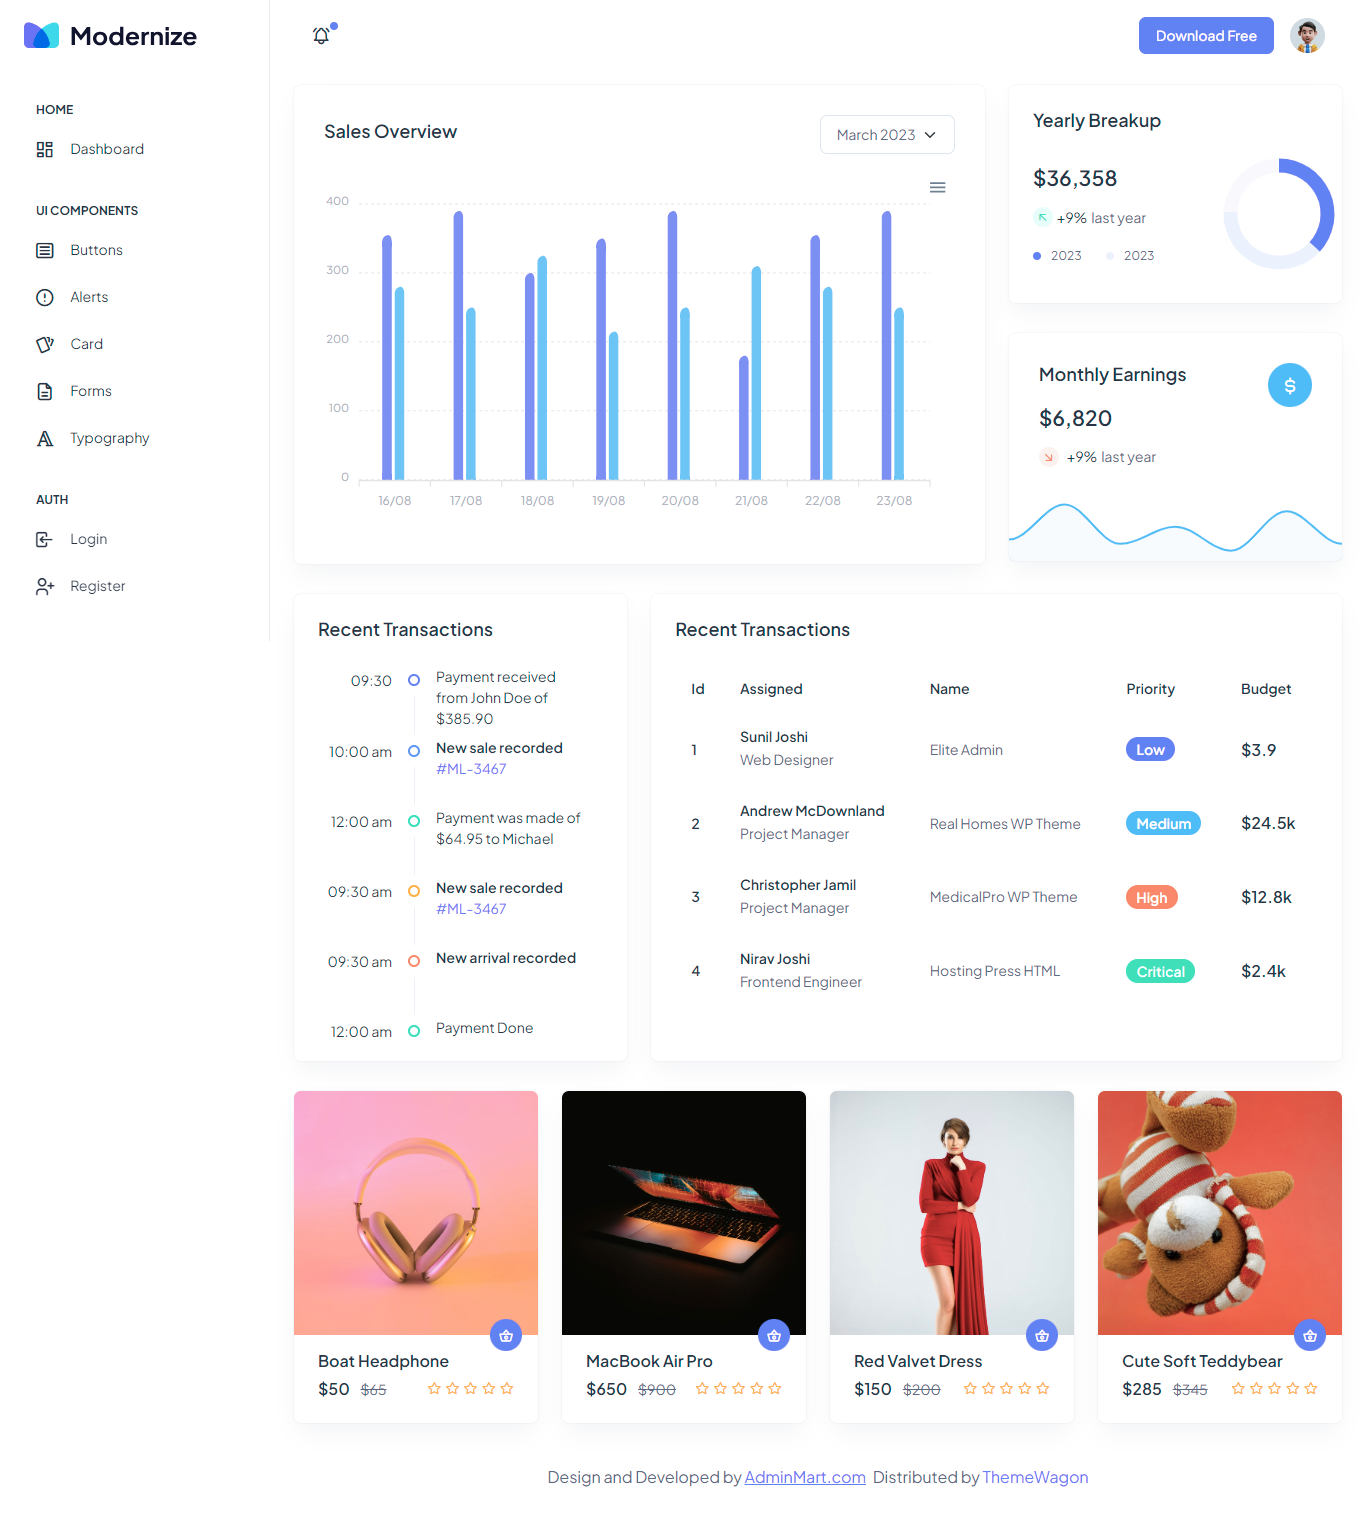 Modernize
Download Free
HOME
Dashboard
UI COMPONENTS
Buttons
Alerts
Card
Forms
Typography
AUTH
Login
Register
Sales Overview
March 2023
400
300
200
100
0
16/08 17/08 18/08 19/08 20/08 21/08 22/08 23/08
Yearly Breakup
$36,358
+9% last year
2023 2023
Monthly Earnings
$
$6,820
+9% last year
Recent Transactions
09:30 Payment received
from John Doe of
$385.90
10:00 am New sale recorded
#ML-3467
12:00 am Payment was made of
$64.95 to Michael
09:30 am New sale recorded
#ML-3467
09:30 am New arrival recorded
12:00 am Payment Done
Recent Transactions
Id Assigned Name Priority Budget
1 Sunil Joshi Elite Admin Low $3.9
Web Designer
2 Andrew McDownland Real Homes WP Theme Medium $24.5k
Project Manager
3 Christopher Jamil MedicalPro WP Theme High $12.8k
Project Manager
4 Nirav Joshi Hosting Press HTML Critical $2.4k
Frontend Engineer
Boat Headphone
$50 $65
MacBook Air Pro
$650 $900
Red Valvet Dress
$150 $200
Cute Soft Teddybear
$285 $345
Design and Developed by AdminMart.com Distributed by ThemeWagon